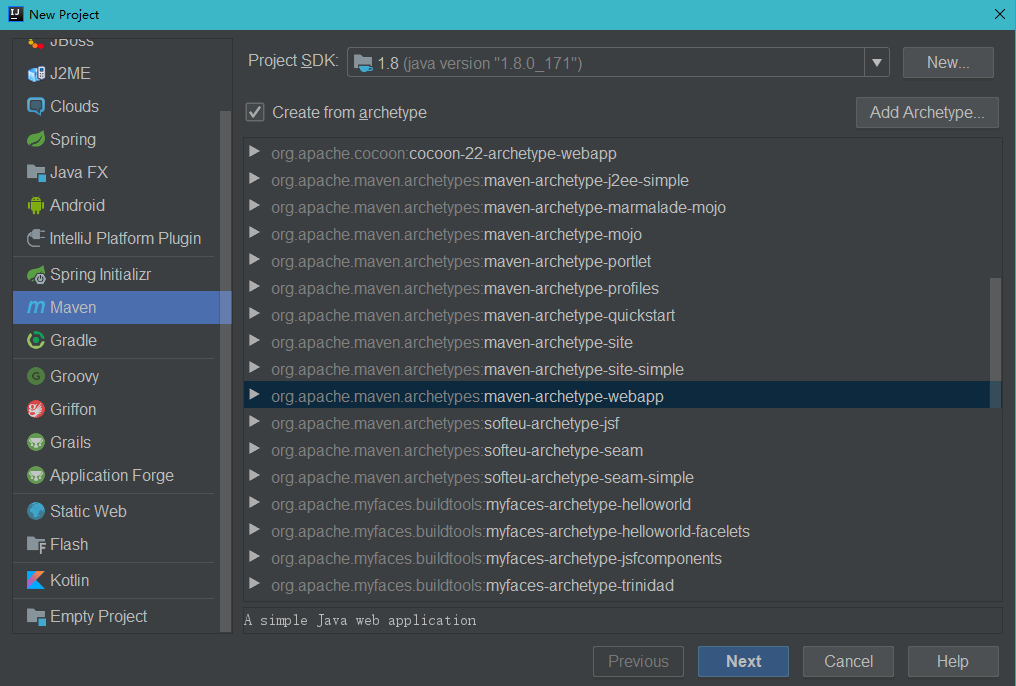 New Project
JBoss
J2ME
Clouds
Spring
Java FX
Android
IntelliJ Platform Plugin
Spring Initializr
Maven
Gradle
Groovy
Griffon
Grails
Application Forge
Static Web
Flash
Kotlin
Empty Project
Project SDK: 1.8 (java version "1.8.0_171") New...
Create from archetype Add Archetype...
org.apache.cocoon:cocoon-22-archetype-webapp
org.apache.maven.archetypes:maven-archetype-j2ee-simple
org.apache.maven.archetypes:maven-archetype-marmalade-mojo
org.apache.maven.archetypes:maven-archetype-mojo
org.apache.maven.archetypes:maven-archetype-portlet
org.apache.maven.archetypes:maven-archetype-profiles
org.apache.maven.archetypes:maven-archetype-quickstart
org.apache.maven.archetypes:maven-archetype-site
org.apache.maven.archetypes:maven-archetype-site-simple
org.apache.maven.archetypes:maven-archetype-webapp
org.apache.maven.archetypes:softeu-archetype-jsf
org.apache.maven.archetypes:softeu-archetype-seam
org.apache.maven.archetypes:softeu-archetype-seam-simple
org.apache.myfaces.buildtools:myfaces-archetype-helloworld
org.apache.myfaces.buildtools:myfaces-archetype-helloworld-facelets
org.apache.myfaces.buildtools:myfaces-archetype-jsfcomponents
org.apache.myfaces.buildtools:myfaces-archetype-trinidad
A simple Java web application
Previous Next Cancel Help